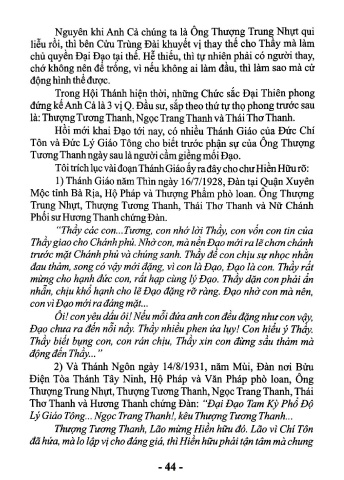 Nguyên khi Anh Cả chúng ta là Ông Thượng Trung Nhựt qui
liễu rồi, thì bên Cửu Trùng Đài khuyết vị thay thế cho Thầy mà làm
chủ quyền Đại Đạo tại thế. Hễ thiếu, thì tự nhiên phải có người thay,
chớ không nên để trống, vì nếu không ai làm đầu, thì làm sao mà cử
động hình thể được.
Trong Hội Thánh hiện thời, những Chức sắc Đại Thiên phong
đứng kế Anh Cả là 3 vị Q. Đầu sư, sắp theo thứ tự thọ phong trước sau
là: Thượng Tương Thanh, Ngọc Trang Thanh và Thái Thơ Thanh.
Hồi mới khai Đạo tới nay, có nhiều Thánh Giáo của Đức Chí
Tôn và Đức Lý Giáo Tông cho biết trước phận sự của Ông Thượng
Tương Thanh ngày sau là người cầm giềng mối Đạo.
Tôi trích vài đoạn Thánh Giáo ấy ra đây cho chư Hiền Hữu rõ:
1) Thánh Giáo năm Thìn ngày 16/7/1928, Đàn tại Quận Xuyên
Mộc tỉnh Bà Rịa, Hộ Pháp và Thượng Phẩm phò loan. Ông Thượng
Trung Nhựt, Thượng Tương Thanh, Thái Thơ Thanh và Nữ Chánh
Phối sư Hương Thanh chứng Đàn.
"Thầy các con...Tương, con nhớ lời Thầy, con vốn con tin của
Thầy giao cho Chánh phủ. Nhờ con, mà nền Đạo mới ra lẽ chơn chánh
trước mặt Chánh phủ và chúng sanh. Thầy để con chịu sự nhọc nhằn
đau thảm, song có vậy mới đặng, vì con là Đạo, Đạo là con. Thầy rất
mừng cho hạnh đức con, rất hạp cùng lý Đạo. Thầy dặn con phải ẩn
nhẫn, chịu khổ hạnh cho lẽ Đạo đặng rỡ ràng. Đạo nhờ con mà nên,
con vì Đạo mới ra đáng mặt...
Ôi! con yêu dấu ôi! Nếu mỗi đứa anh con đều đặng như con vậy,
Đạo chưa ra đến nỗi nầy. Thầy nhiều phen ứa lụy! Con hiểu ý Thầy.
Thầy biết bụng con, con rán chịu, Thầy xin con đừng sầu thảm mà
động đến Thầy..."
2) Và Thánh Ngôn ngày 14/8/1931, năm Mùi, Đàn nơi Bửu
Điện Tòa Thánh Tây Ninh, Hộ Pháp và Văn Pháp phò loan, Ông
Thượng Trung Nhựt, Thượng Tương Thanh, Ngọc Trang Thanh, Thái
Thơ Thanh và Hương Thanh chứng Đàn: "Đại Đạo Tam Kỳ Phổ Độ
Lý Giáo Tông... Ngọc Trang Thanh!, kêu Thượng Tương Thanh...
Thượng Tương Thanh, Lão mừng Hiền hữu đó. Lão vì Chí Tôn
đã hứa, mà lo lập vị cho đáng giá, thì Hiền hữu phải tận tâm mà chung
- 44 -